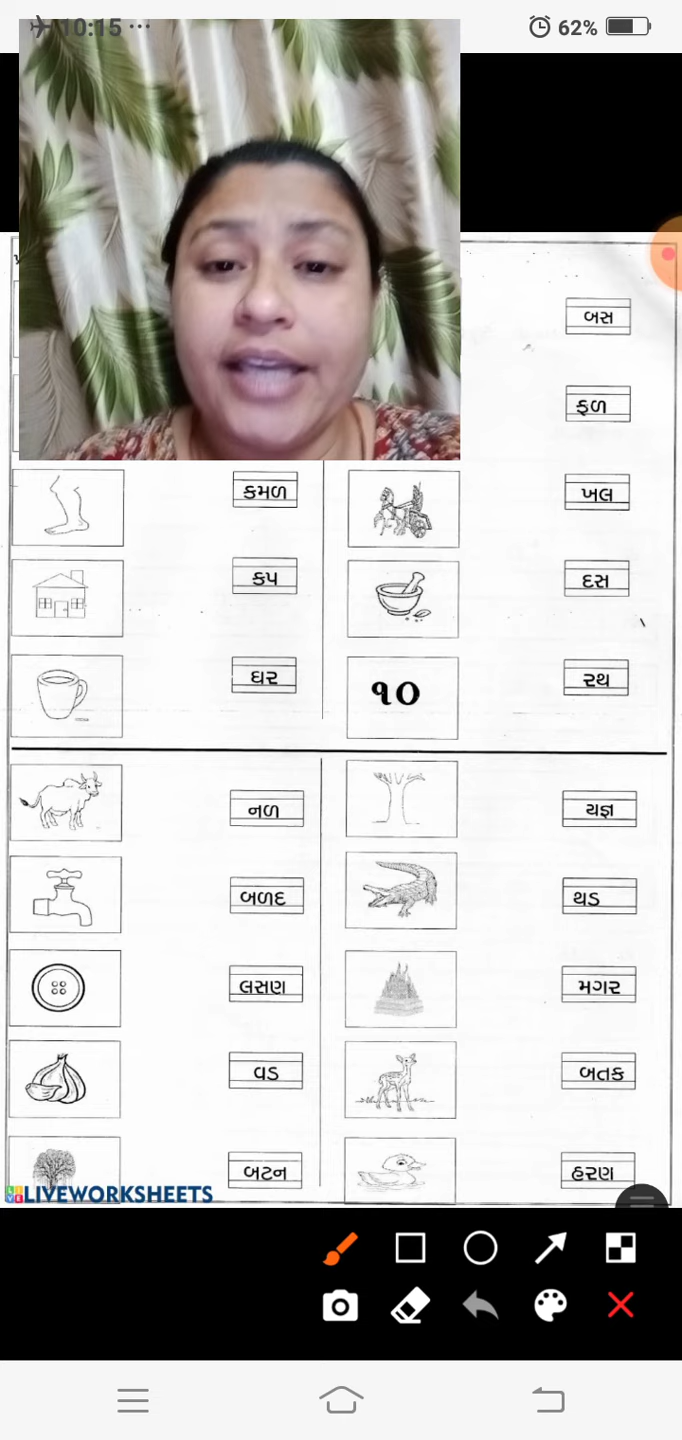 10:15 ... 62%
બસ
ફળ
કમળ ખલ
કપ દસ
ઘર ૧૦ રથ
નળ યજ્ઞ
બળદ થડ
લસણ મગર
વડ બતક
બટન હરણ
LIVEWORKSHEETS